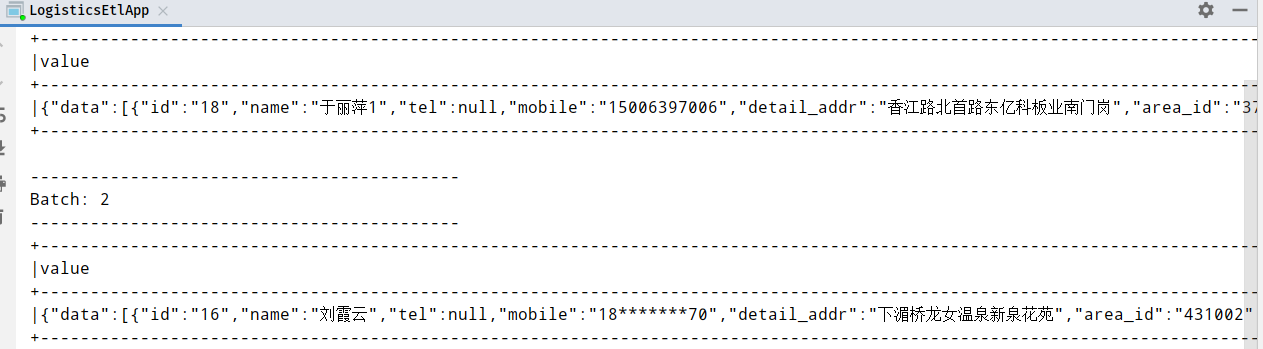 LogisticsEtlApp
|value
|{"data":[{"id":"18","name":"于丽萍1","tel":null,"mobile":"15006397006","detail_addr":"香江路北首路东亿科板业南门岗","area_id":"37
-------------------------------------------
Batch: 2
-------------------------------------------
|value
|{"data":[{"id":"16","name":"刘霞云","tel":null,"mobile":"18*******70","detail_addr":"下湄桥龙女温泉新泉花苑","area_id":"431002"